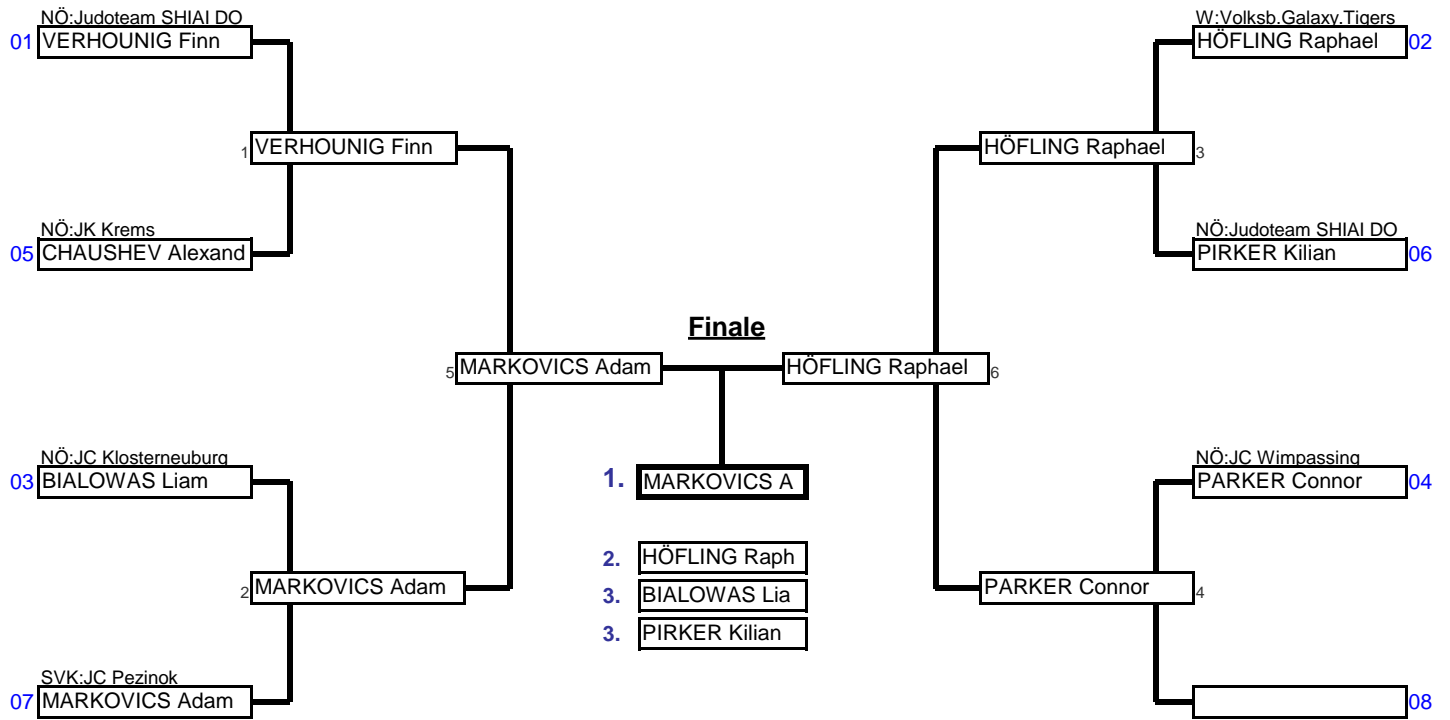 NÖ:Judoteam SHIAI DO
01 VERHOUNIG Finn
W:Volksb.Galaxy.Tigers
HÖFLING Raphael 02
1 VERHOUNIG Finn
HÖFLING Raphael 3
NÖ:JK Krems
05 CHAUSHEV Alexand
NÖ:Judoteam SHIAI DO
PIRKER Kilian 06
Finale
5 MARKOVICS Adam
HÖFLING Raphael 6
NÖ:JC Klosterneuburg
03 BIALOWAS Liam
1. MARKOVICS A
NÖ:JC Wimpassing
PARKER Connor 04
2. HÖFLING Raph
2 MARKOVICS Adam
3. BIALOWAS Lia
PARKER Connor 4
3. PIRKER Kilian
SVK:JC Pezinok
07 MARKOVICS Adam
08